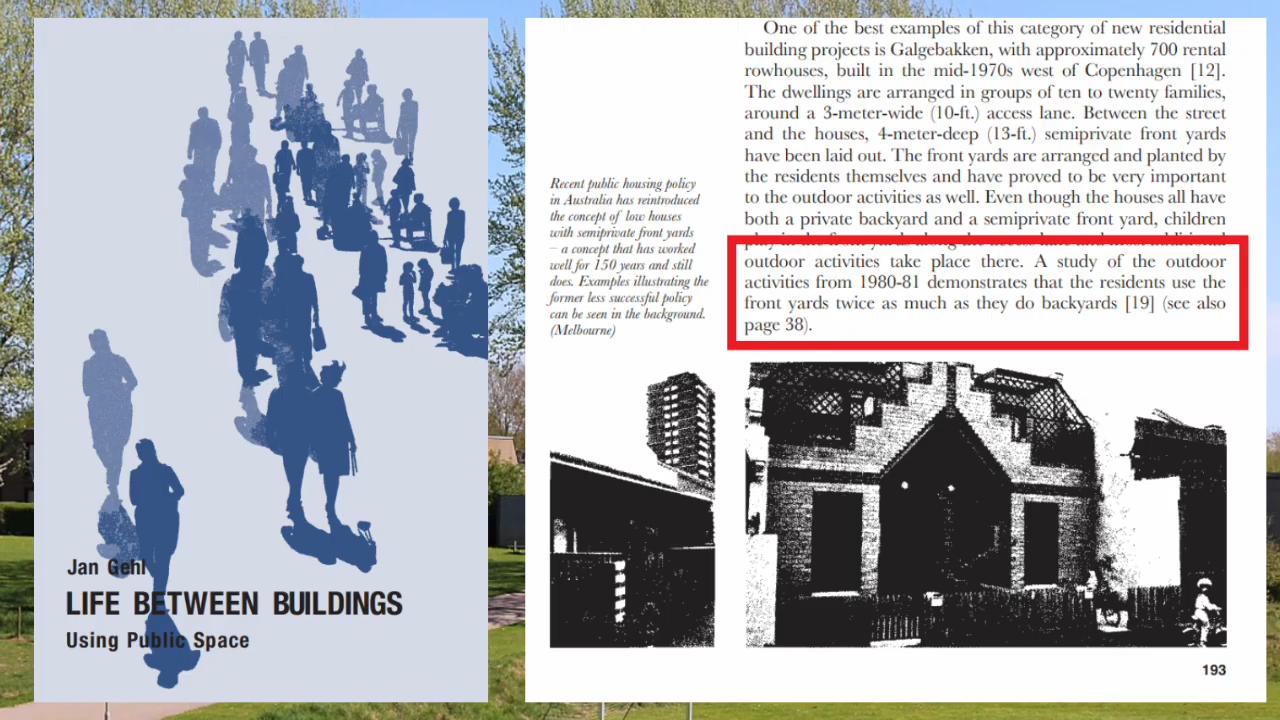 Jan Gehl
LIFE BETWEEN BUILDINGS
Using Public Space
One of the best examples of this category of new residential
building projects is Galgebakken, with approximately 700 rental
rowhouses, built in the mid-1970s west of Copenhagen [12].
The dwellings are arranged in groups of ten to twenty families,
around a 3-meter-wide (10-ft.) access lane. Between the street
and the houses, 4-meter-deep (13-ft.) semiprivate front yards
have been laid out. The front yards are arranged and planted by
the residents themselves and have proved to be very important
to the outdoor activities as well. Even though the houses all have
both a private backyard and a semiprivate front yard, children
outdoor activities take place there. A study of the outdoor
activities from 1980-81 demonstrates that the residents use the
front yards twice as much as they do backyards [19] (see also
page 38).
Recent public housing policy
in Australia has reintroduced
the concept of low houses
with semiprivate front yards
– a concept that has worked
well for 150 years and still
does. Examples illustrating the
former less successful policy
can be seen in the background.
(Melbourne)
193